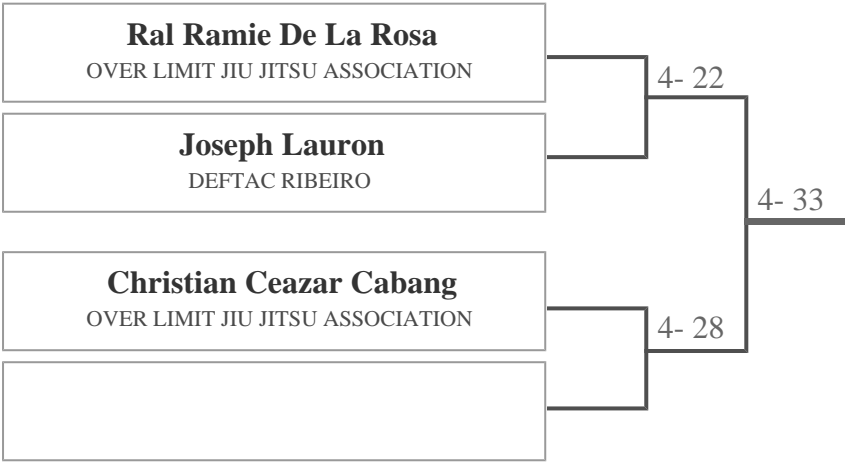 Ral Ramie De La Rosa
OVER LIMIT JIU JITSU ASSOCIATION
4- 22
Joseph Lauron
DEFTAC RIBEIRO
4- 33
Christian Ceazar Cabang
OVER LIMIT JIU JITSU ASSOCIATION
4- 28